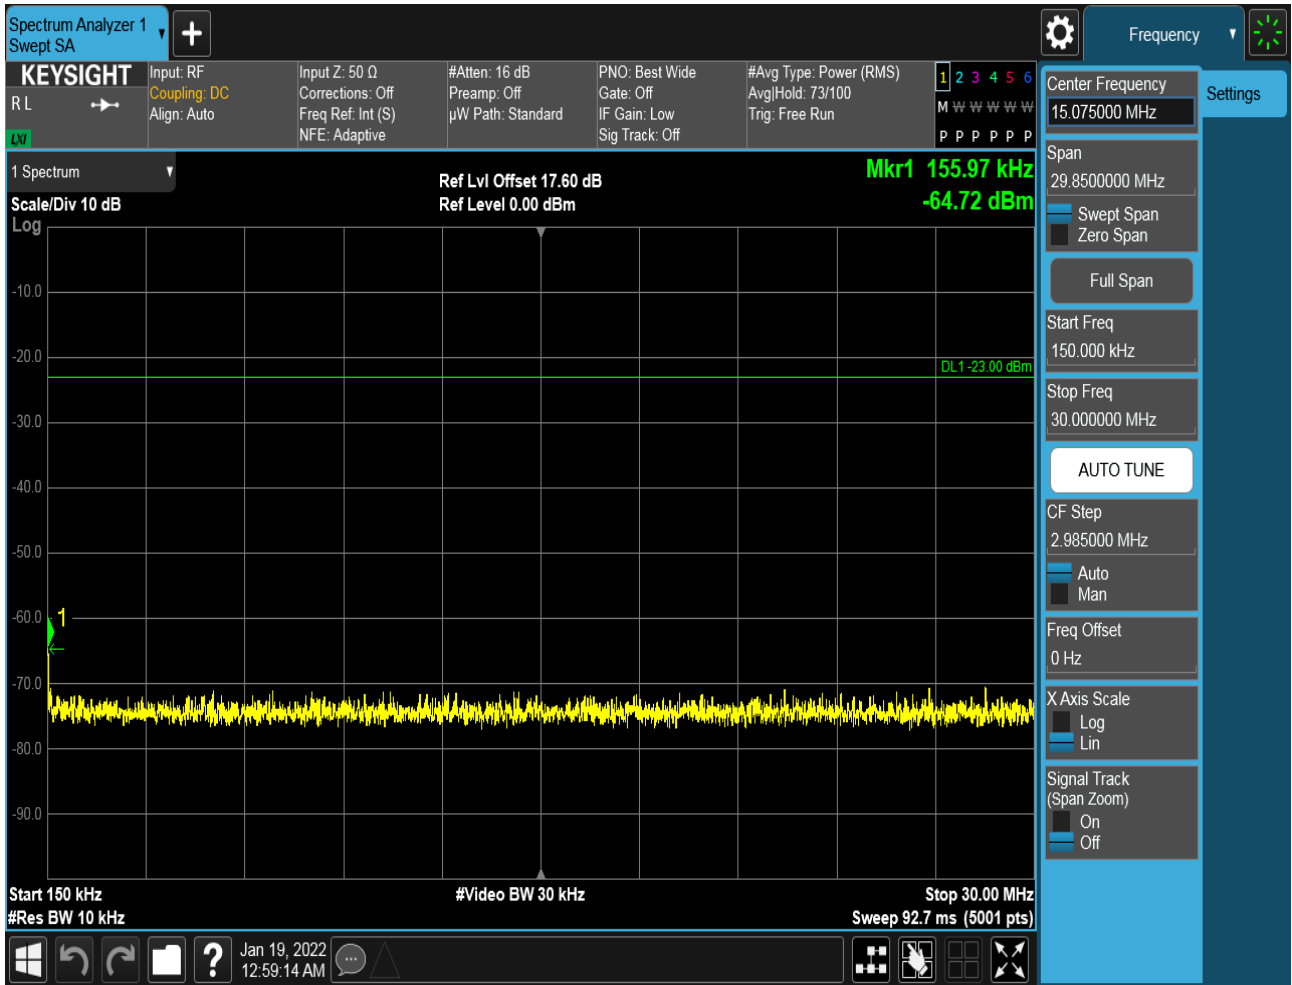 Spectrum Analyzer 1
Swept SA
Frequency
KEYSIGHT
R L
LXI
Input: RF
Coupling: DC
Align: Auto
Input Z: 50 Ω
Corrections: Off
Freq Ref: Int (S)
NFE: Adaptive
#Atten: 16 dB
Preamp: Off
µW Path: Standard
PNO: Best Wide
Gate: Off
IF Gain: Low
Sig Track: Off
#Avg Type: Power (RMS)
Avg|Hold: 73/100
Trig: Free Run
1 2 3 4 5 6
M W W W W W
P P P P P P
1 Spectrum
Scale/Div 10 dB
Log
Ref Lvl Offset 17.60 dB
Ref Level 0.00 dBm
Mkr1 155.97 kHz
-64.72 dBm
-10.0
-20.0
DL1 -23.00 dBm
-30.0
-40.0
-50.0
-60.0
1
-70.0
-80.0
-90.0
Start 150 kHz
#Res BW 10 kHz
#Video BW 30 kHz
Stop 30.00 MHz
Sweep 92.7 ms (5001 pts)
Center Frequency
15.075000 MHz
Span
29.8500000 MHz
Swept Span
Zero Span
Full Span
Start Freq
150.000 kHz
Stop Freq
30.000000 MHz
AUTO TUNE
CF Step
2.985000 MHz
Auto
Man
Freq Offset
0 Hz
X Axis Scale
Log
Lin
Signal Track
(Span Zoom)
On
Off
Settings
?
Jan 19, 2022
12:59:14 AM